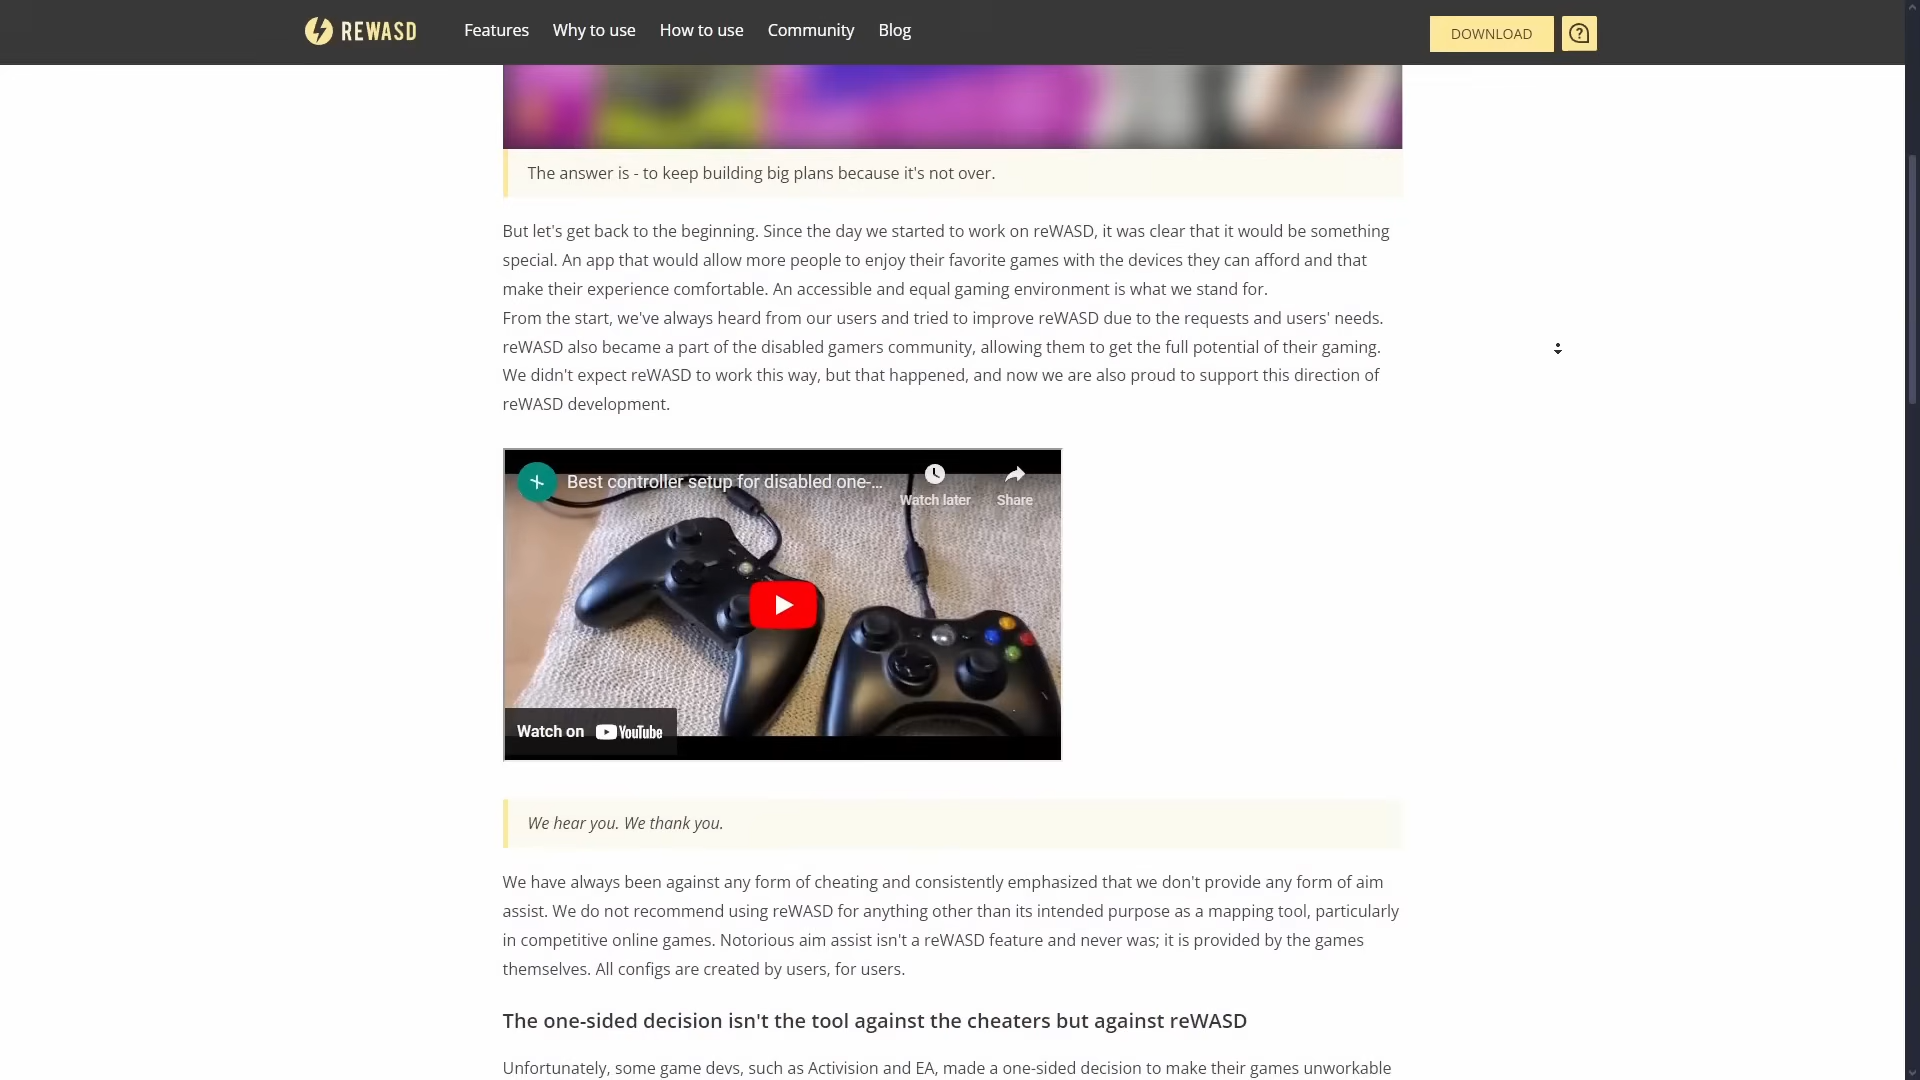 REWASD
Features
Why to use
How to use
Community
Blog
DOWNLOAD
The answer is - to keep building big plans because it's not over.
But let's get back to the beginning. Since the day we started to work on reWASD, it was clear that it would be something
special. An app that would allow more people to enjoy their favorite games with the devices they can afford and that
make their experience comfortable. An accessible and equal gaming environment is what we stand for.
From the start, we've always heard from our users and tried to improve reWASD due to the requests and users' needs.
reWASD also became a part of the disabled gamers community, allowing them to get the full potential of their gaming.
We didn't expect reWASD to work this way, but that happened, and now we are also proud to support this direction of
reWASD development.
Best controller setup for disabled one-...
Watch later
Share
Watch on YouTube
We hear you. We thank you.
We have always been against any form of cheating and consistently emphasized that we don't provide any form of aim
assist. We do not recommend using reWASD for anything other than its intended purpose as a mapping tool, particularly
in competitive online games. Notorious aim assist isn't a reWASD feature and never was; it is provided by the games
themselves. All configs are created by users, for users.
The one-sided decision isn't the tool against the cheaters but against reWASD
Unfortunately, some game devs, such as Activision and EA, made a one-sided decision to make their games unworkable